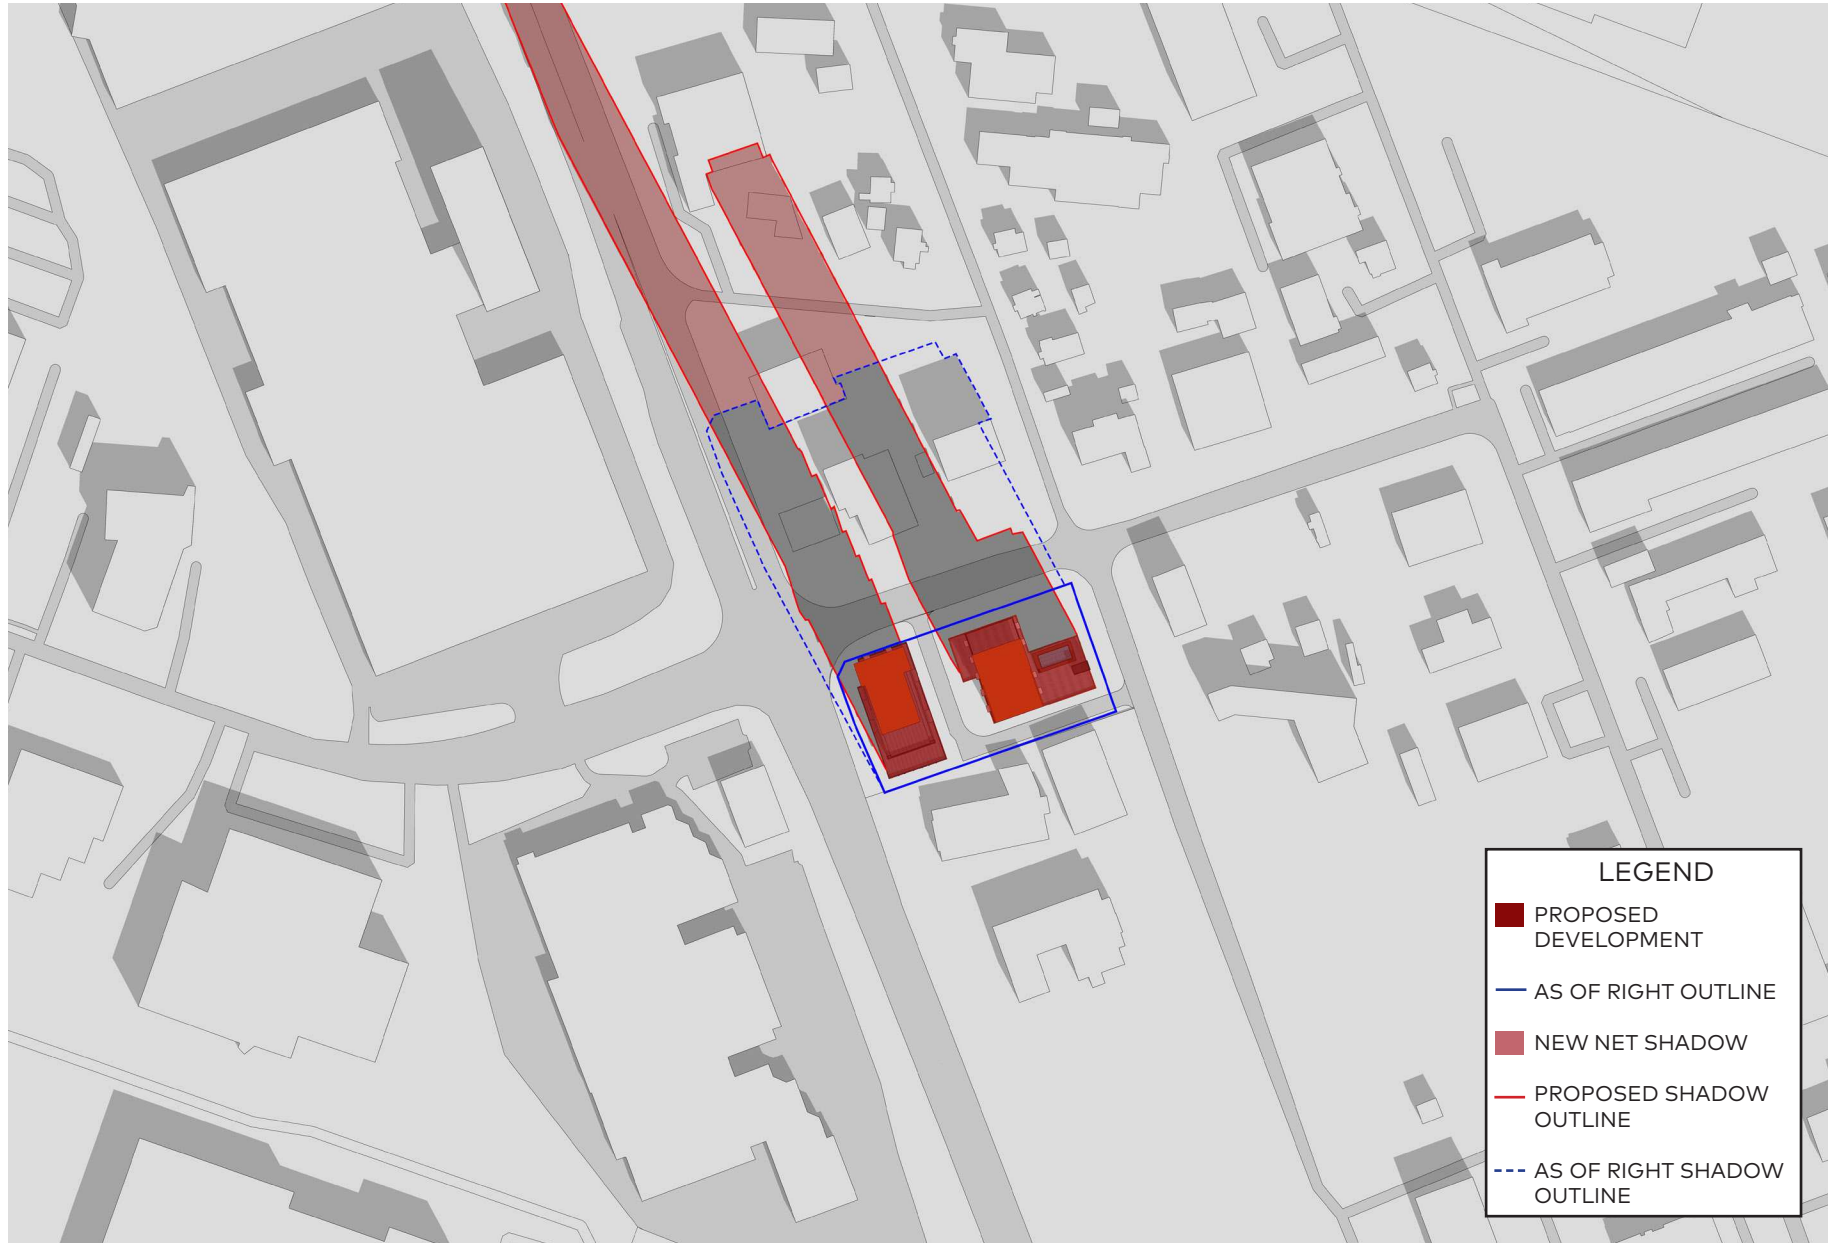 LEGEND
PROPOSED
DEVELOPMENT
AS OF RIGHT OUTLINE
NEW NET SHADOW
PROPOSED SHADOW
OUTLINE
AS OF RIGHT SHADOW
OUTLINE